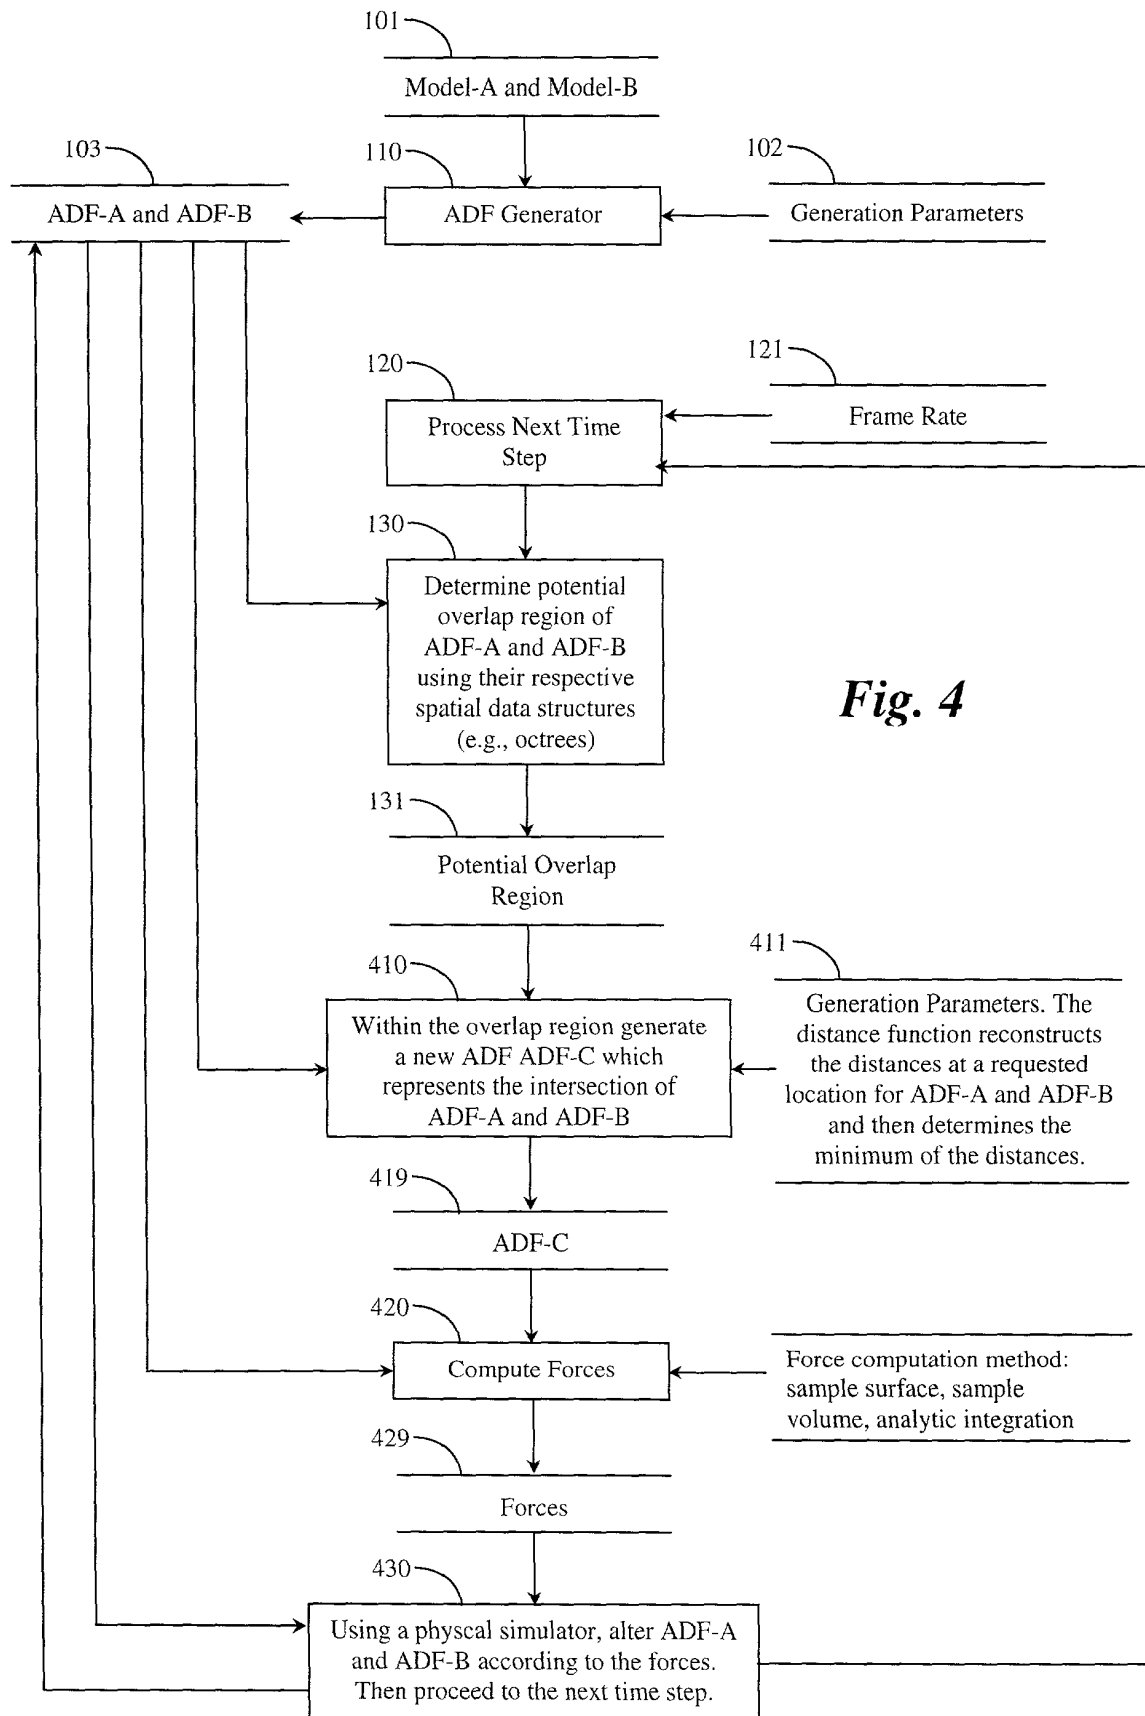 101
Model-A and Model-B
103
110
102
ADF-A and ADF-B
ADF Generator
Generation Parameters
120
121
Process Next Time
Step
Frame Rate
130
Determine potential
overlap region of
ADF-A and ADF-B
using their respective
spatial data structures
(e.g., octrees)
Fig. 4
131
Potential Overlap
Region
410
411
Within the overlap region generate
a new ADF ADF-C which
represents the intersection of
ADF-A and ADF-B
Generation Parameters. The
distance function reconstructs
the distances at a requested
location for ADF-A and ADF-B
and then determines the
minimum of the distances.
419
ADF-C
420
Compute Forces
Force computation method:
sample surface, sample
volume, analytic integration
429
Forces
430
Using a physcal simulator, alter ADF-A
and ADF-B according to the forces.
Then proceed to the next time step.